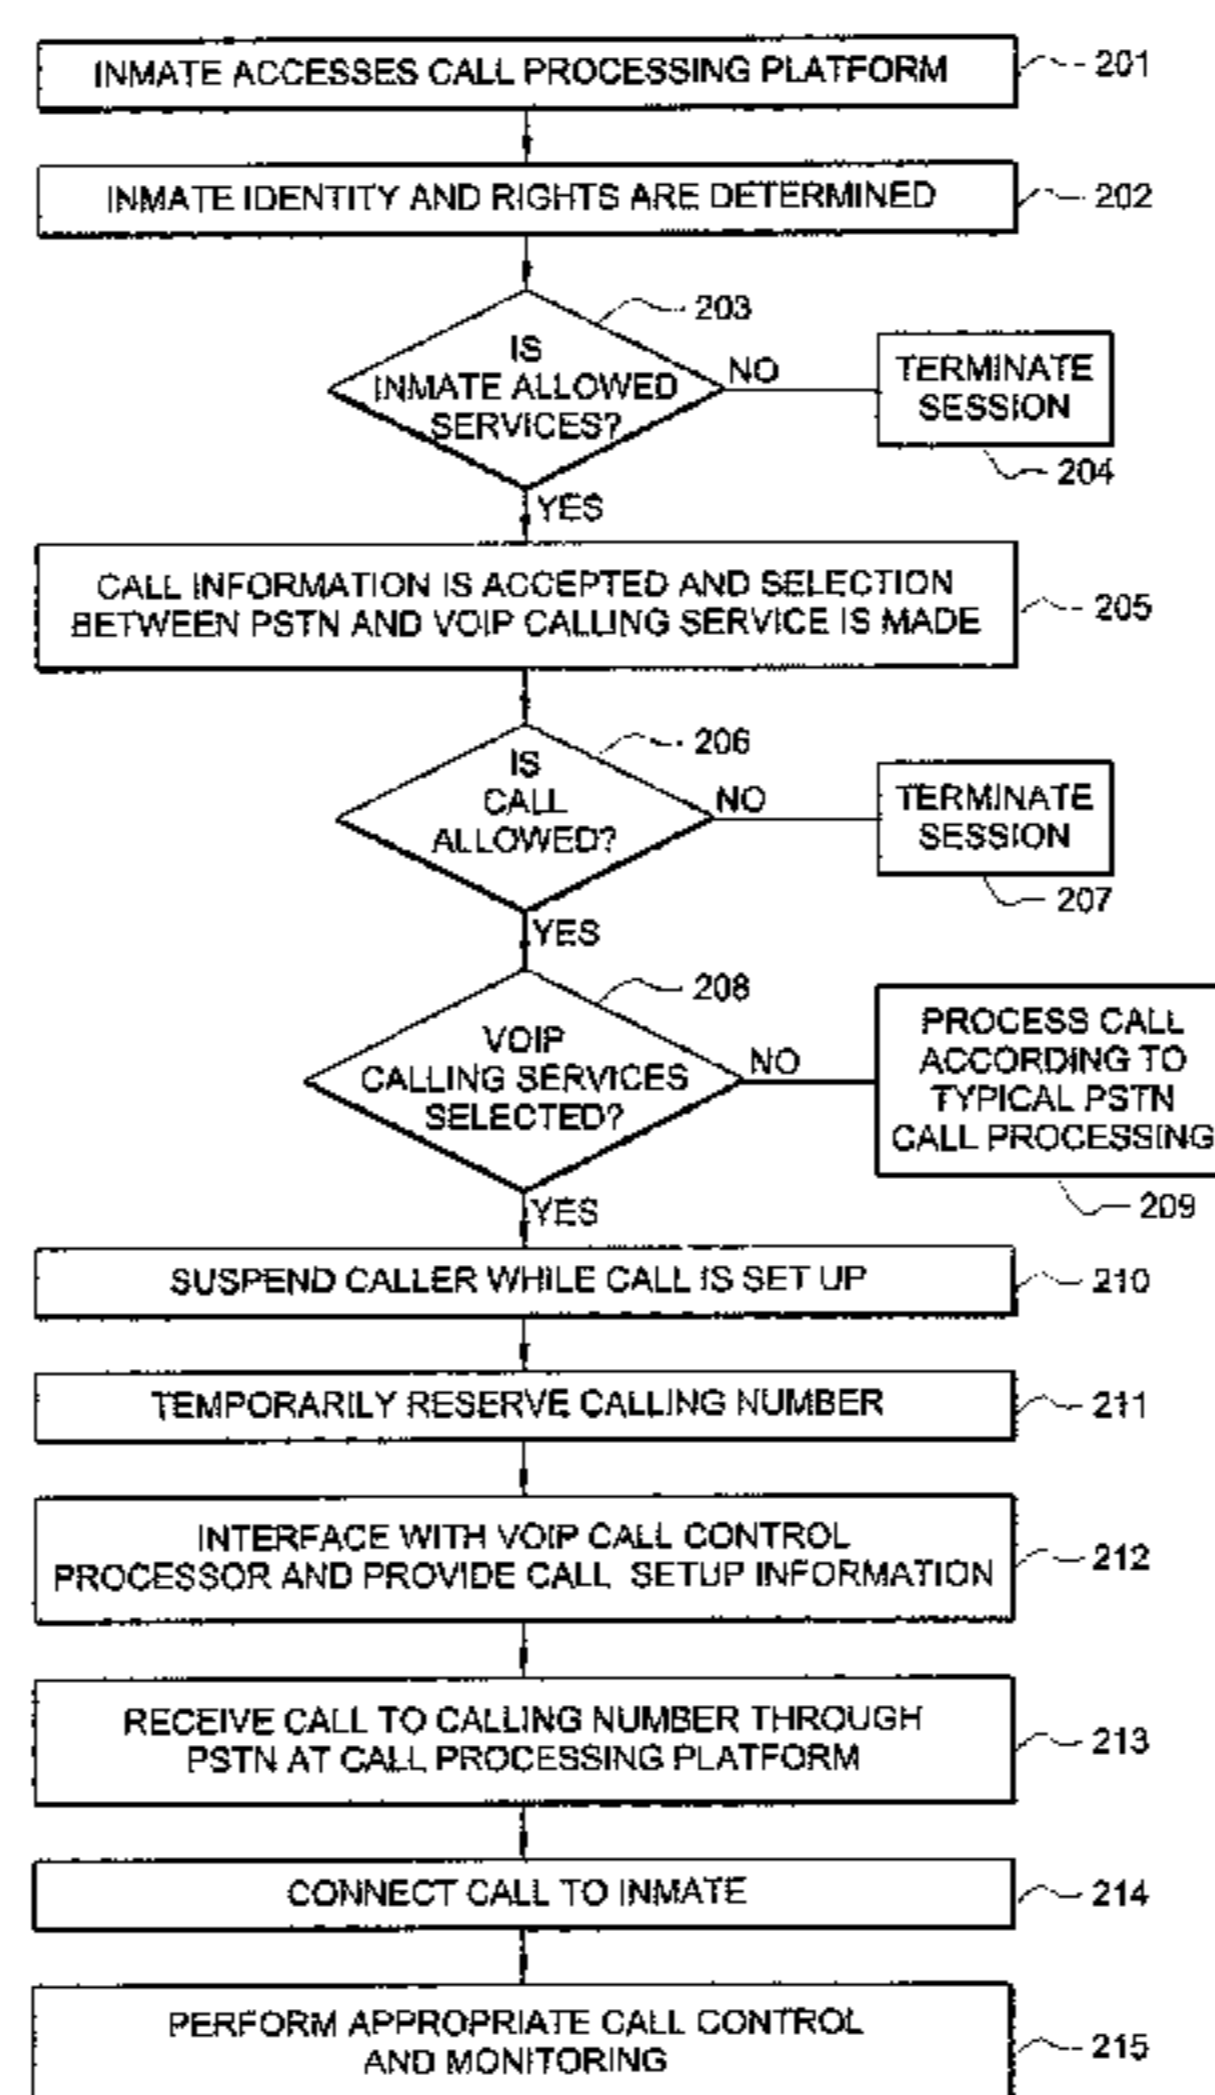 INMATE ACCESSES CALL PROCESSING PLATFORM
201
INMATE IDENTITY AND RIGHTS ARE DETERMINED
202
203
IS
INMATE ALLOWED
SERVICES?
NO
TERMINATE
SESSION
204
YES
CALL INFORMATION IS ACCEPTED AND SELECTION
BETWEEN PSTN AND VOIP CALLING SERVICE IS MADE
205
206
IS
CALL
ALLOWED?
NO
TERMINATE
SESSION
207
YES
208
VOIP
CALLING SERVICES
SELECTED?
NO
PROCESS CALL
ACCORDING TO
TYPICAL PSTN
CALL PROCESSING
209
YES
SUSPEND CALLER WHILE CALL IS SET UP
210
TEMPORARILY RESERVE CALLING NUMBER
211
INTERFACE WITH VOIP CALL CONTROL
PROCESSOR AND PROVIDE CALL SETUP INFORMATION
212
RECEIVE CALL TO CALLING NUMBER THROUGH
PSTN AT CALL PROCESSING PLATFORM
213
CONNECT CALL TO INMATE
214
PERFORM APPROPRIATE CALL CONTROL
AND MONITORING
215